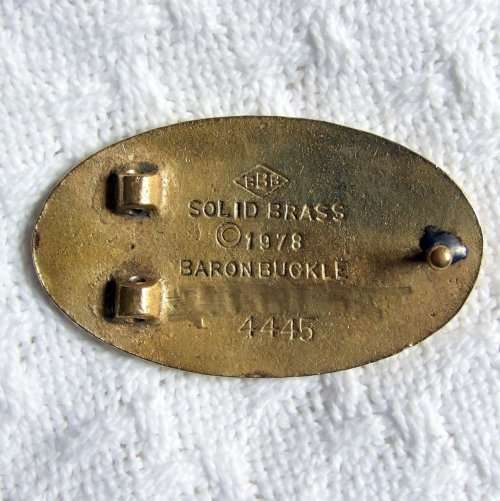 BBB
SOLID BRASS
© 1978
BARON BUCKLE
4445